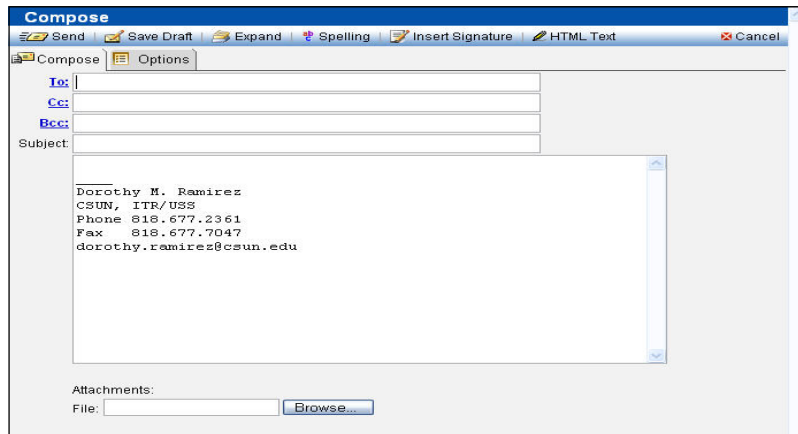 Compose
Send | Save Draft | Expand | Spelling | Insert Signature | HTML Text Cancel
Compose Options
To:
Cc:
Bcc:
Subject:
Dorothy M. Ramirez
CSUN, ITR/USS
Phone 818.677.2361
Fax 818.677.7047
dorothy.ramirez@csun.edu
Attachments:
File: Browse...